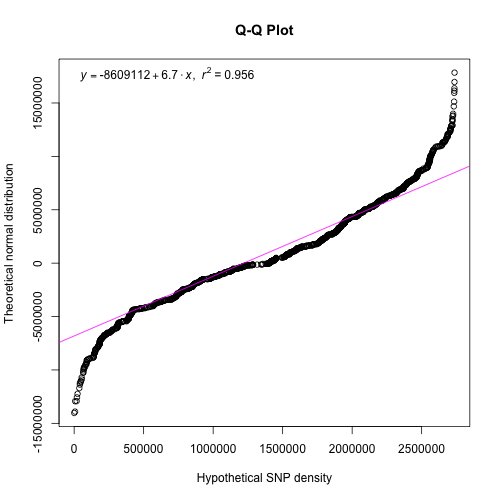 Q-Q Plot
y = -8609112 + 6.7 · x, r² = 0.956
15000000
5000000
0
-5000000
-15000000
Theoretical normal distribution
0
500000
1000000
1500000
2000000
2500000
Hypothetical SNP density